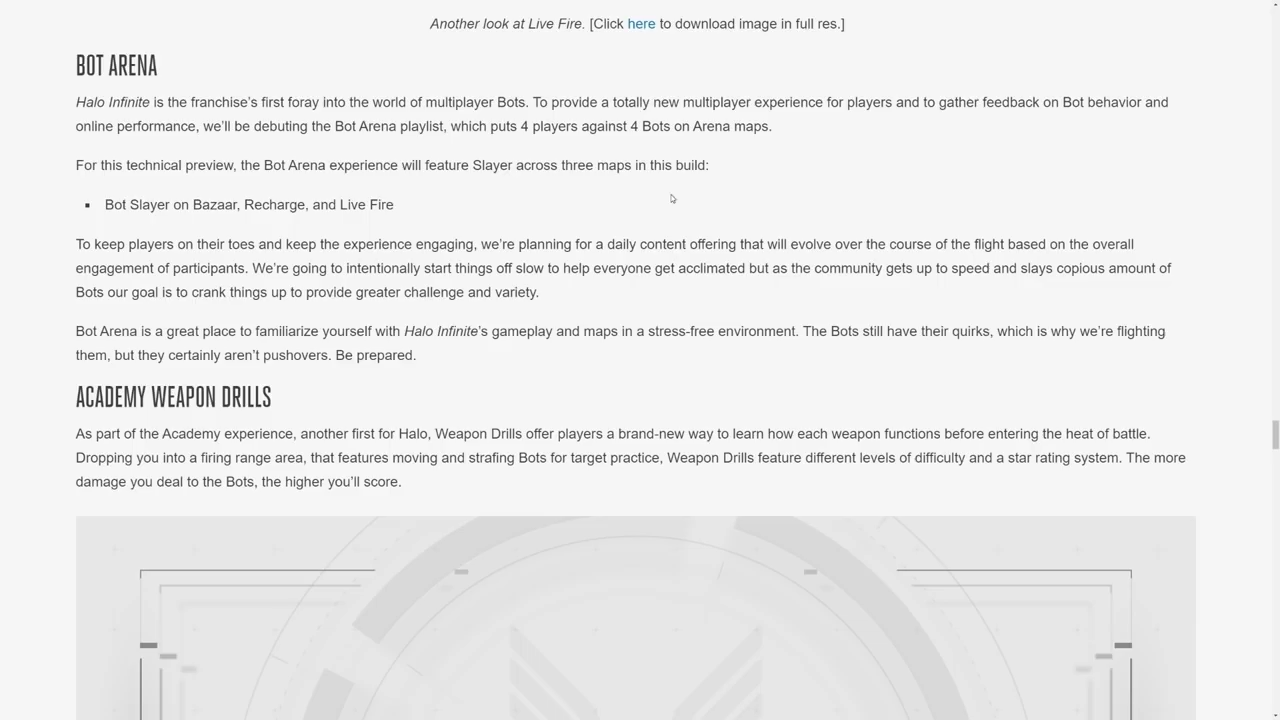 Another look at Live Fire. [Click here to download image in full res.]
BOT ARENA
Halo Infinite is the franchise’s first foray into the world of multiplayer Bots. To provide a totally new multiplayer experience for players and to gather feedback on Bot behavior and
online performance, we’ll be debuting the Bot Arena playlist, which puts 4 players against 4 Bots on Arena maps.
For this technical preview, the Bot Arena experience will feature Slayer across three maps in this build:
▪ Bot Slayer on Bazaar, Recharge, and Live Fire
To keep players on their toes and keep the experience engaging, we’re planning for a daily content offering that will evolve over the course of the flight based on the overall
engagement of participants. We’re going to intentionally start things off slow to help everyone get acclimated but as the community gets up to speed and slays copious amount of
Bots our goal is to crank things up to provide greater challenge and variety.
Bot Arena is a great place to familiarize yourself with Halo Infinite’s gameplay and maps in a stress-free environment. The Bots still have their quirks, which is why we’re flighting
them, but they certainly aren’t pushovers. Be prepared.
ACADEMY WEAPON DRILLS
As part of the Academy experience, another first for Halo, Weapon Drills offer players a brand-new way to learn how each weapon functions before entering the heat of battle.
Dropping you into a firing range area, that features moving and strafing Bots for target practice, Weapon Drills feature different levels of difficulty and a star rating system. The more
damage you deal to the Bots, the higher you’ll score.